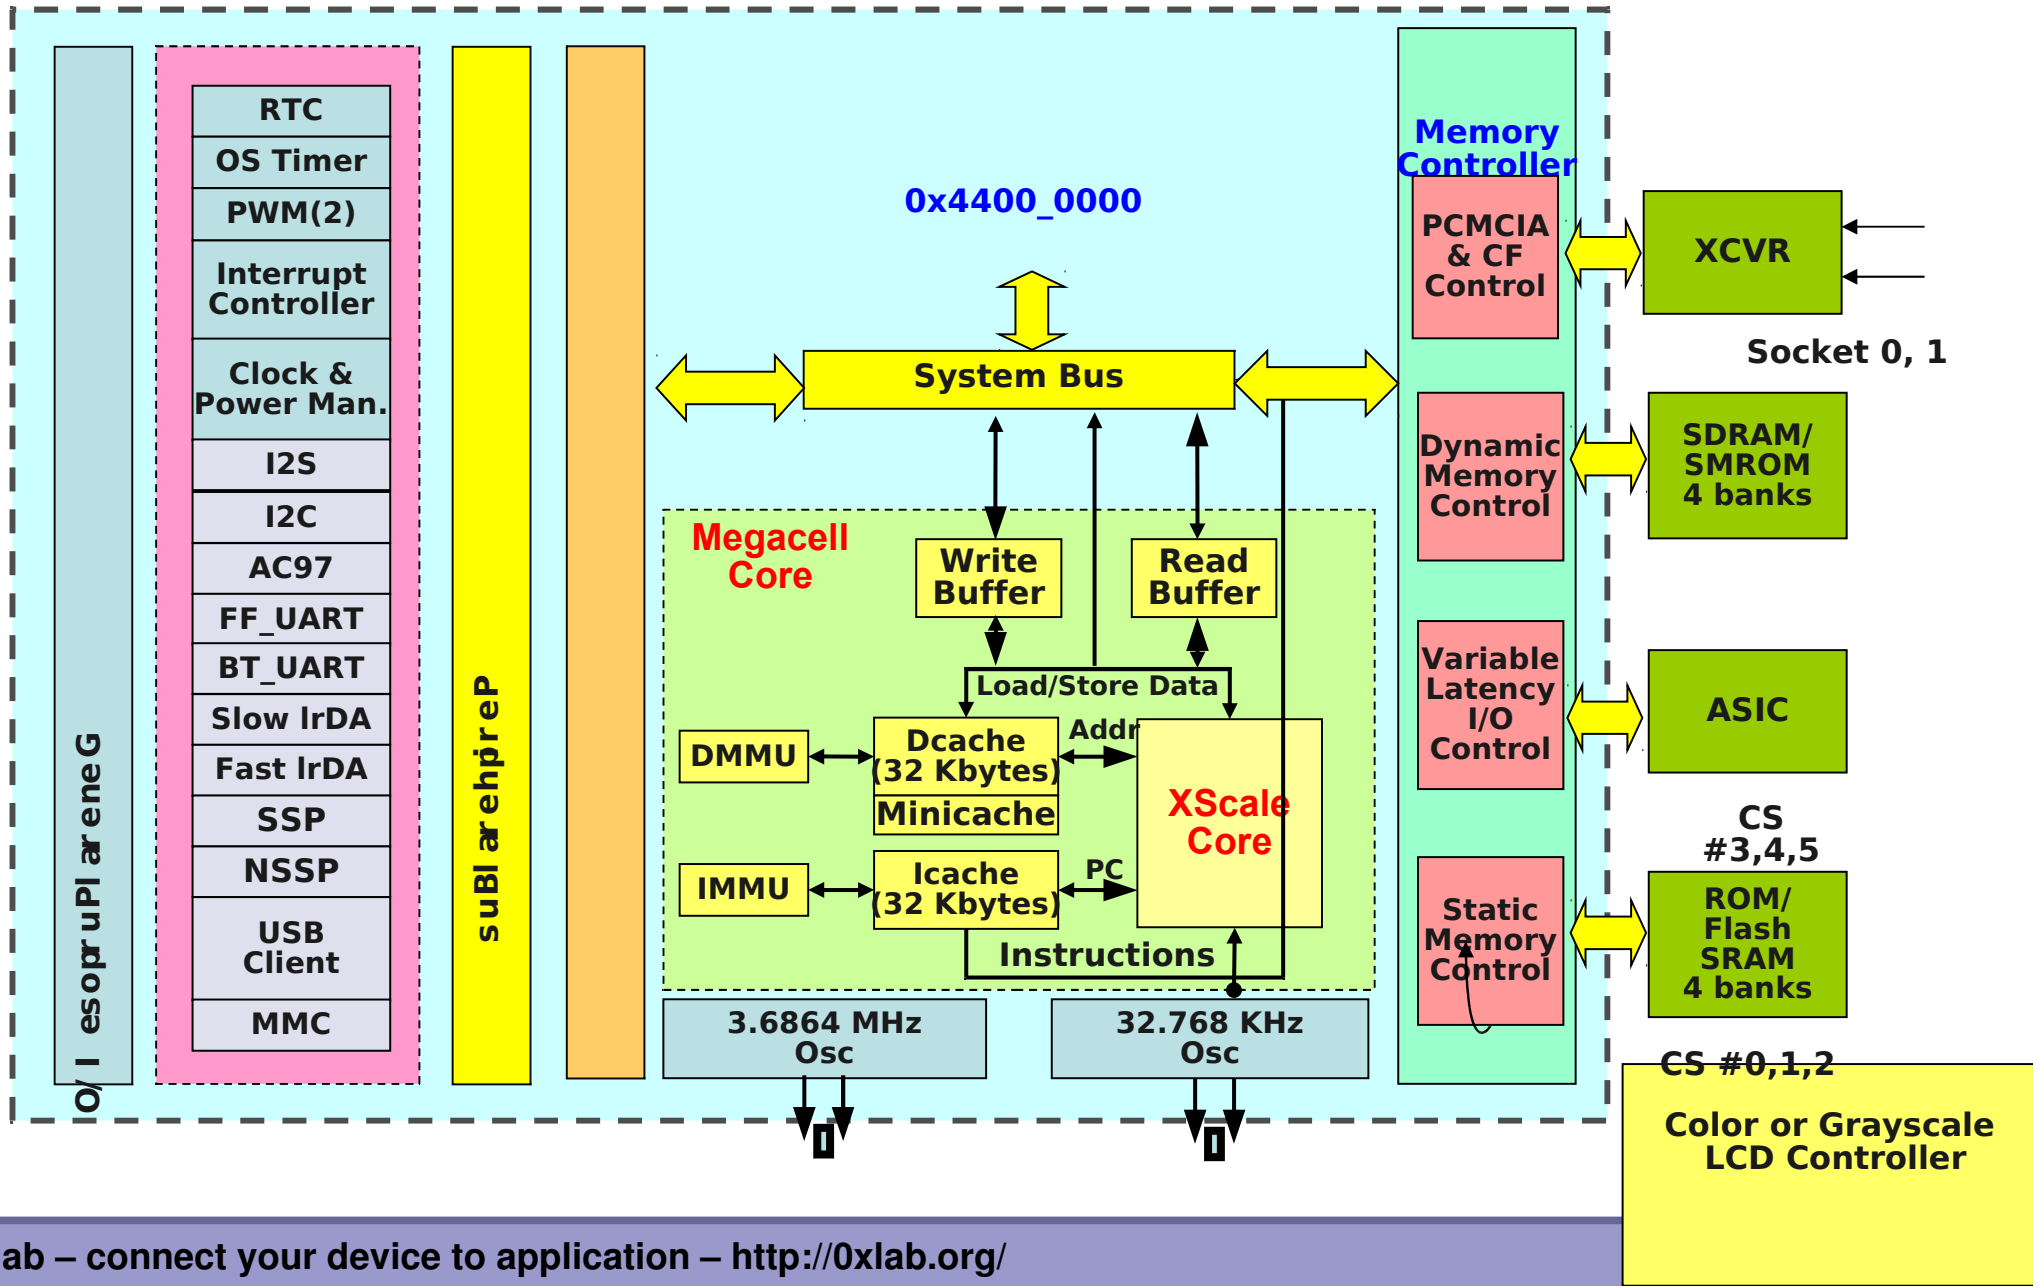 O/I esopruPlareneG
RTC
OS Timer
PWM(2)
Interrupt
Controller
Clock &
Power Man.
I2S
I2C
AC97
FF_UART
BT_UART
Slow IrDA
Fast IrDA
SSP
NSSP
USB
Client
MMC
suBlarehpireP
0x4400_0000
System Bus
Megacell
Core
Write
Buffer
Read
Buffer
Load/Store Data
DMMU
Dcache
(32 Kbytes)
Minicache
Addr
XScale
Core
IMMU
Icache
(32 Kbytes)
PC
Instructions
3.6864 MHz
Osc
32.768 KHz
Osc
Memory
Controller
PCMCIA
& CF
Control
Dynamic
Memory
Control
Variable
Latency
I/O
Control
Static
Memory
Control
XCVR
Socket 0, 1
SDRAM/
SMROM
4 banks
ASIC
CS
#3,4,5
ROM/
Flash
SRAM
4 banks
CS #0,1,2
Color or Grayscale
LCD Controller
ab – connect your device to application – http://0xlab.org/